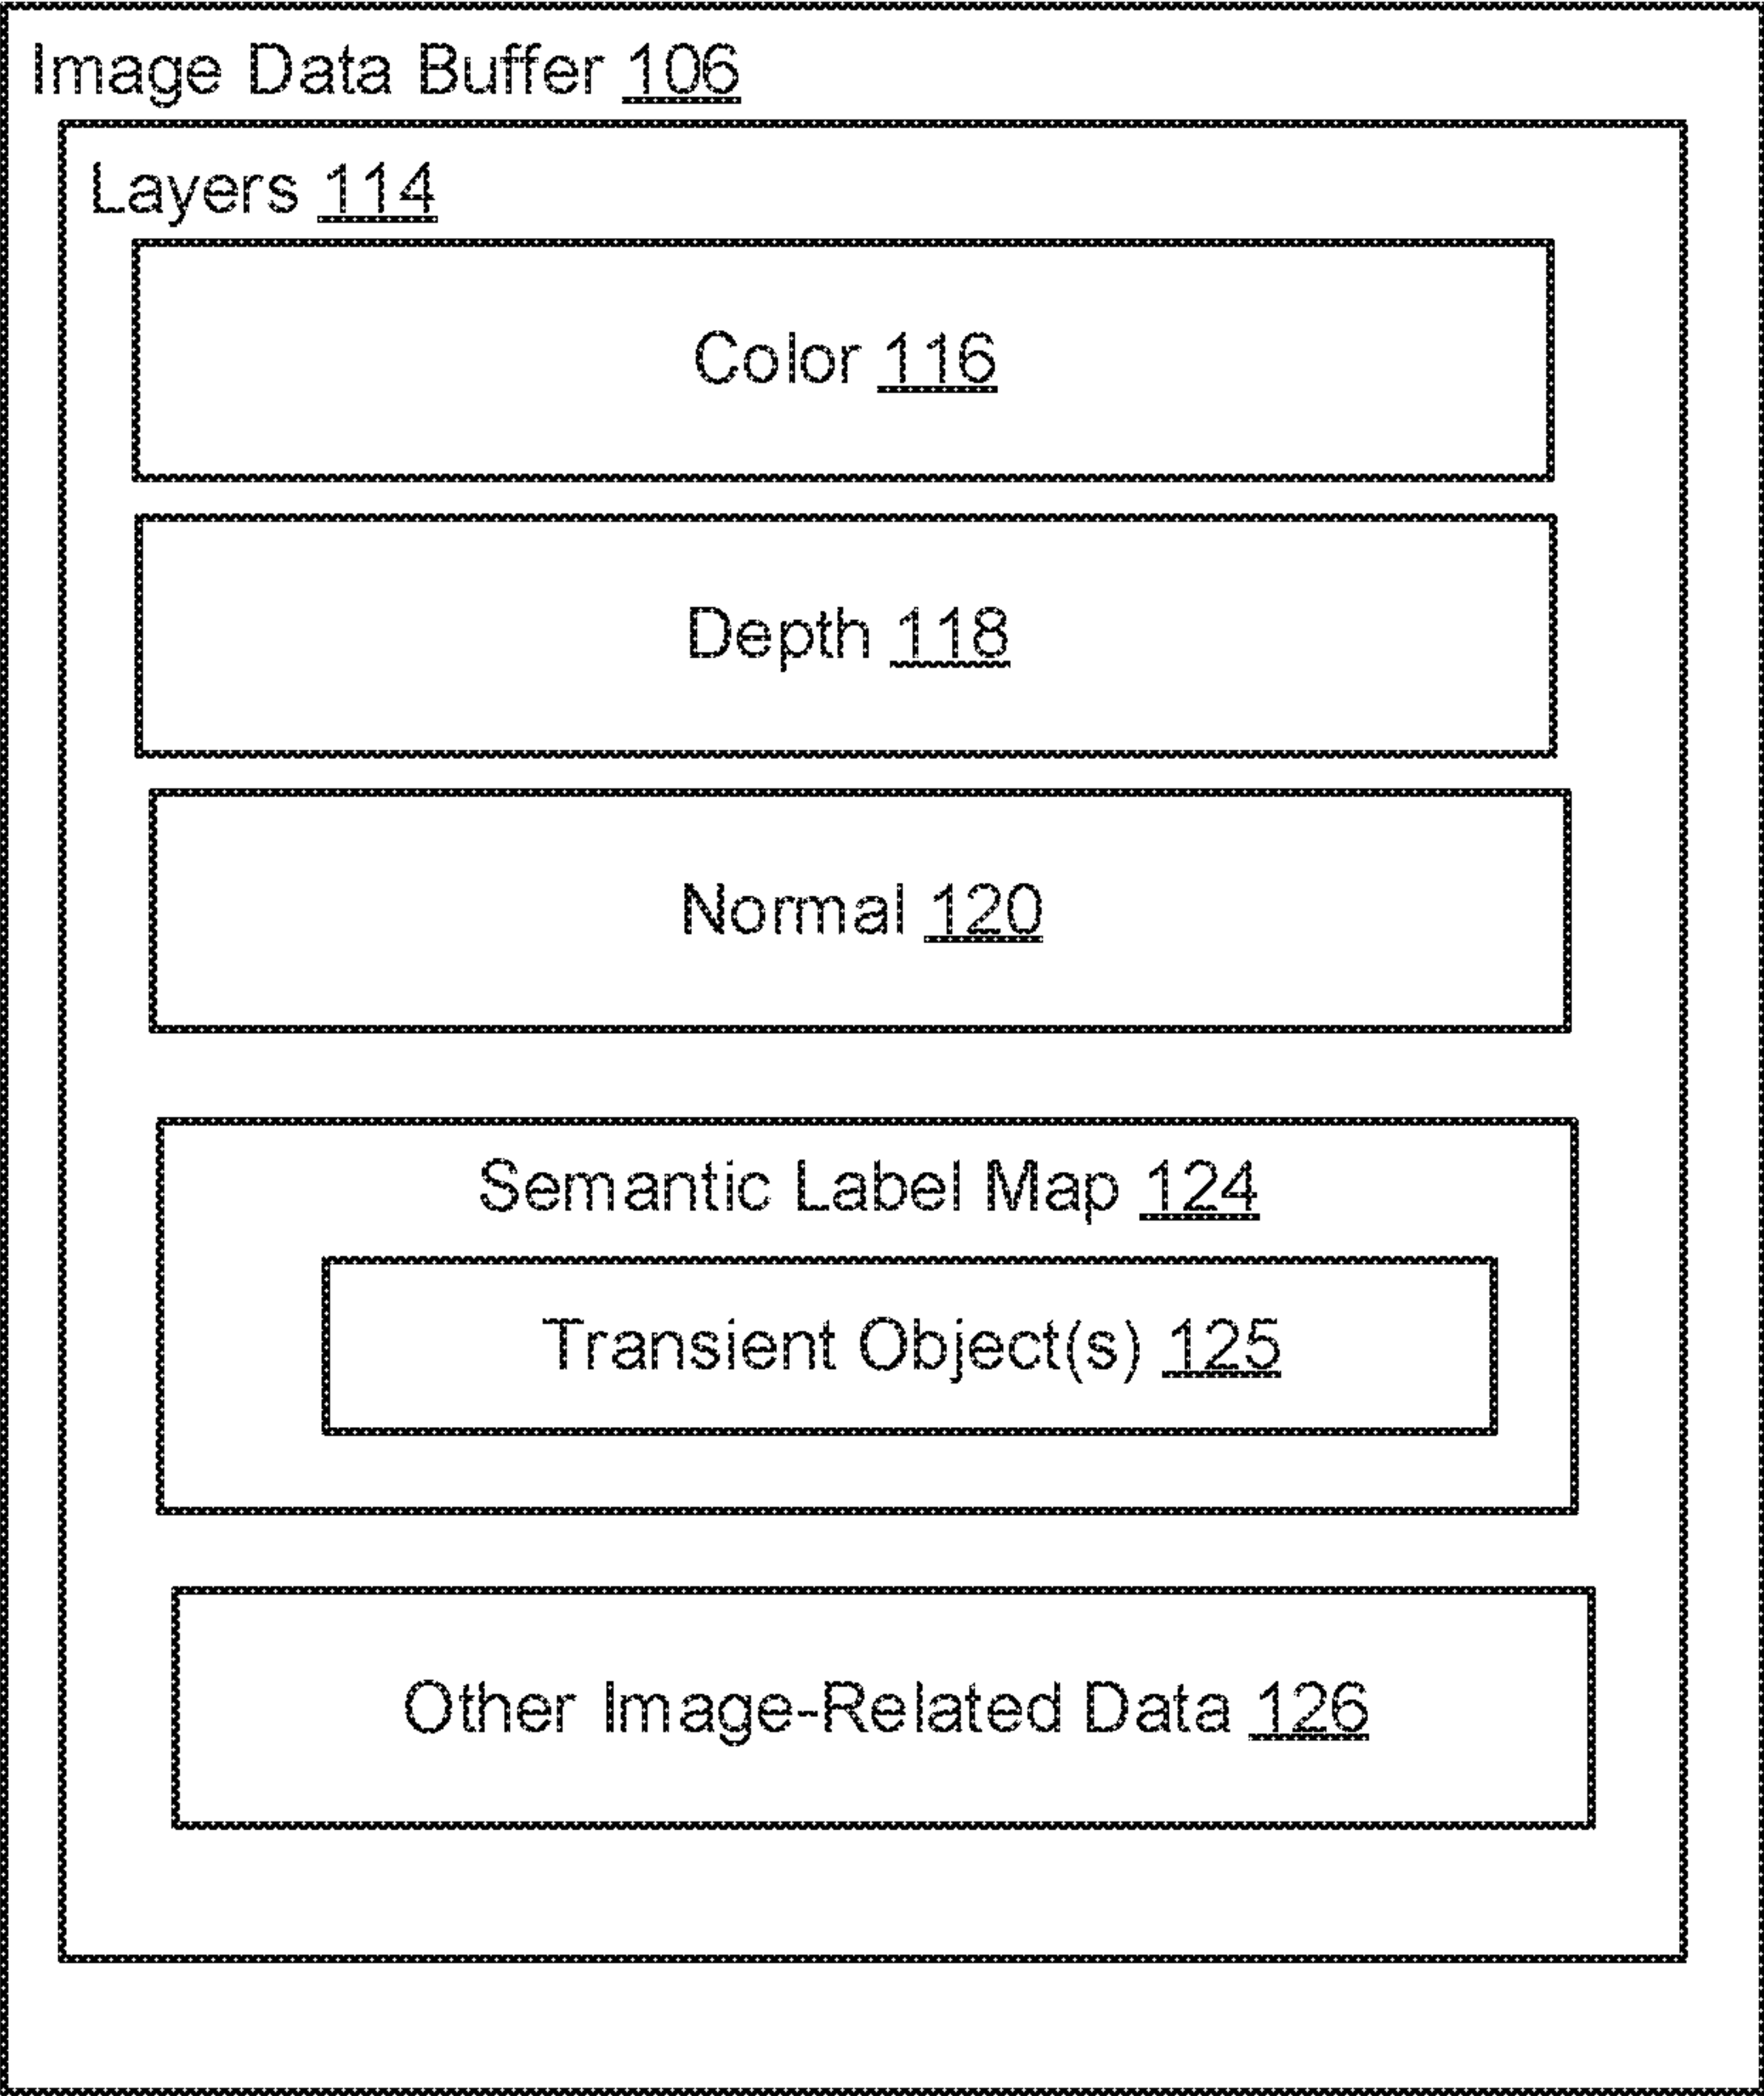 Image Data Buffer 106
Layers 114
Color 116
Depth 118
Normal 120
Semantic Label Map 124
Transient Object(s) 125
Other Image-Related Data 126